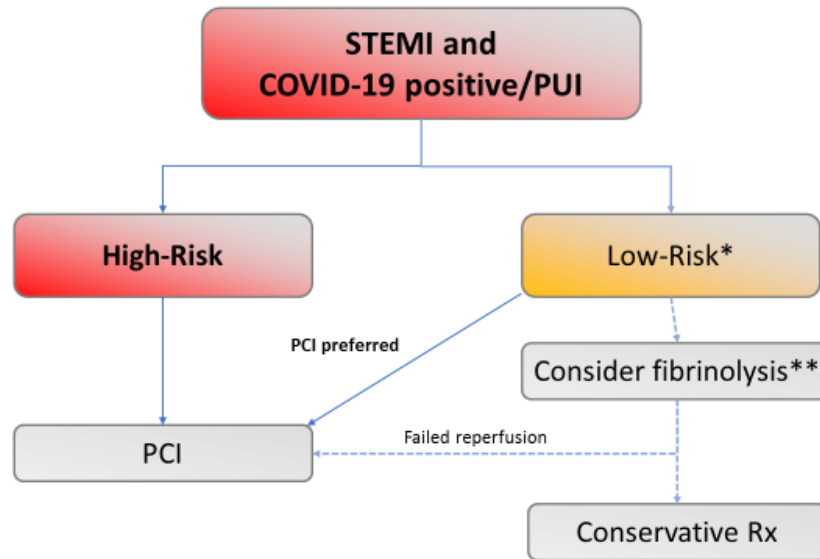 STEMI and
COVID-19 positive/PUI
High-Risk
Low-Risk*
PCI preferred
Consider fibrinolysis**
PCI
Failed reperfusion
Conservative Rx